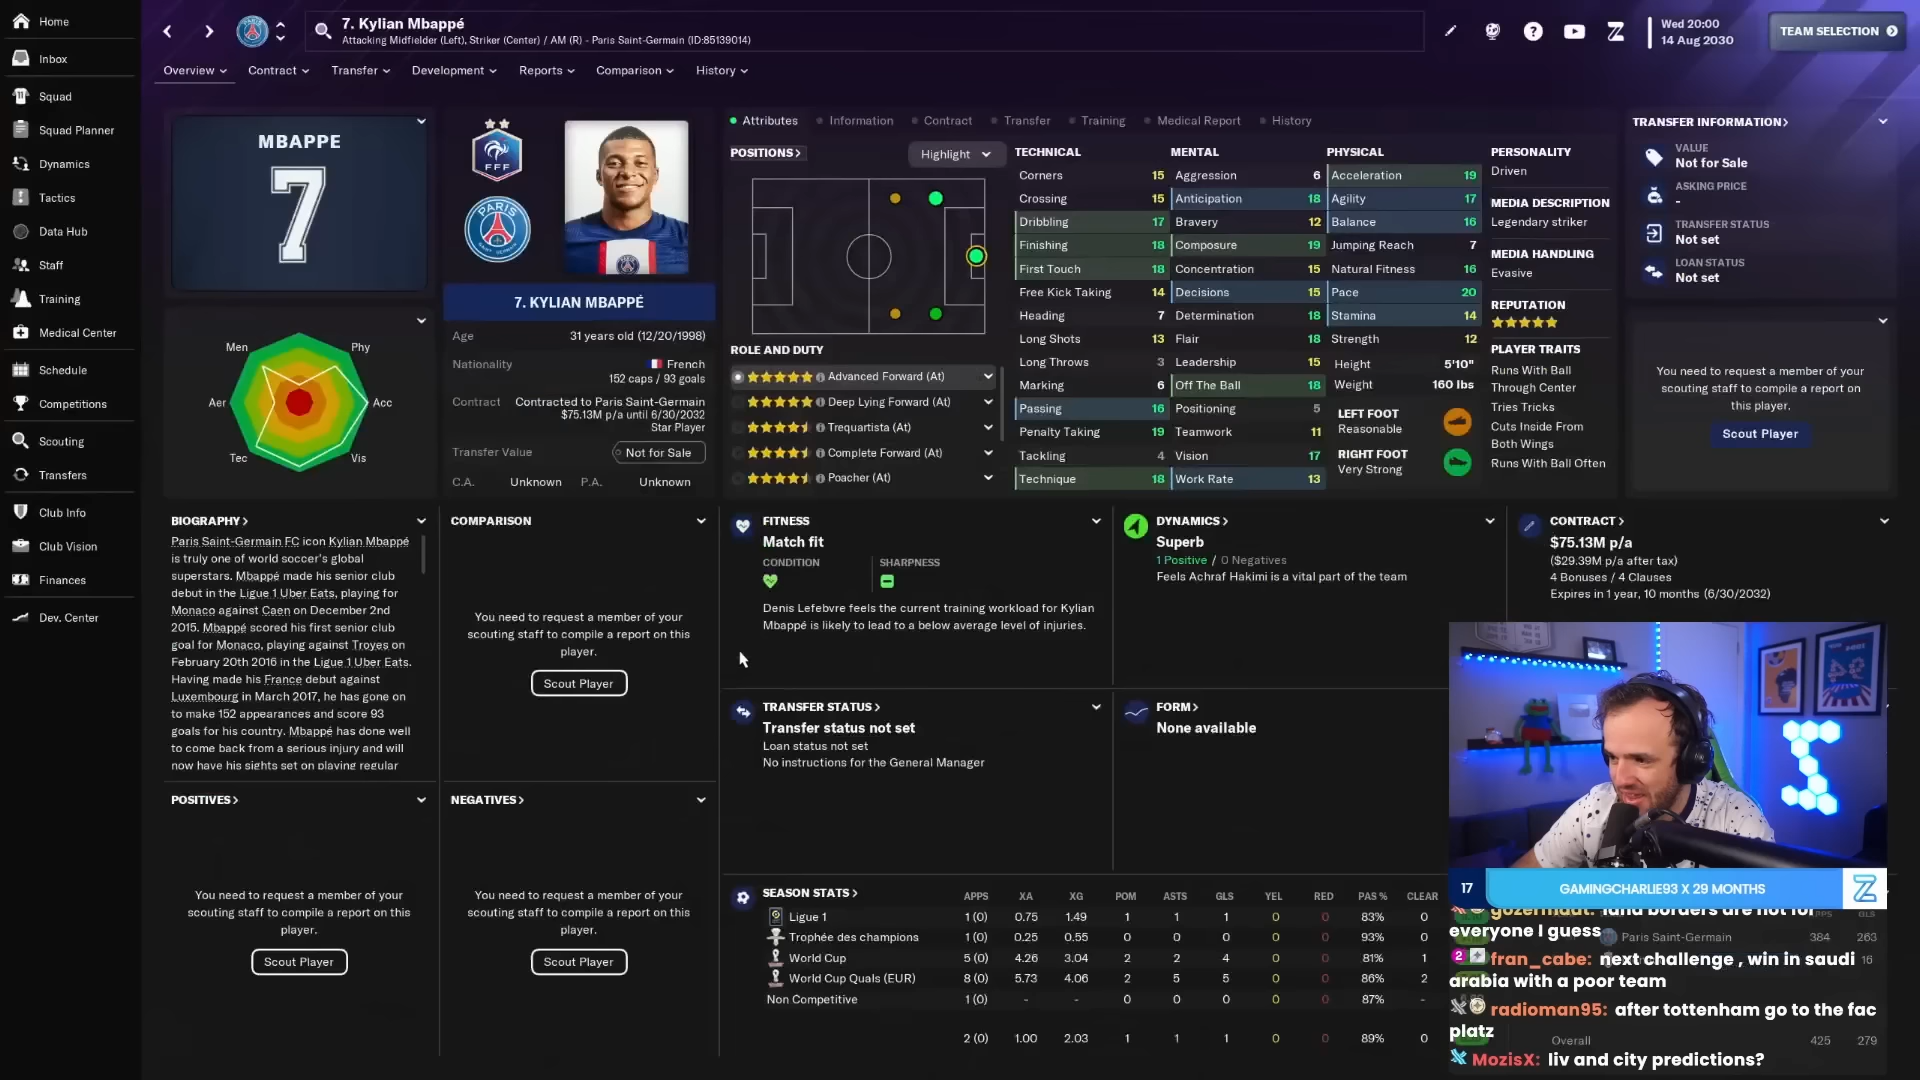 Home
Inbox
Squad
Squad Planner
Dynamics
Tactics
Data Hub
Staff
Training
Medical Center
Schedule
Competitions
Scouting
Transfers
Club Info
Club Vision
Finances
Dev. Center
7. Kylian Mbappé
Attacking Midfielder (Left), Striker (Center) / AM (R) - Paris Saint-Germain (ID:85139014)
Wed 20:00
14 Aug 2030
TEAM SELECTION
Overview
Contract
Transfer
Development
Reports
Comparison
History
MBAPPE
7
Men
Phy
Aer
Acc
Tec
Vis
FFF
PARIS
7. KYLIAN MBAPPÉ
Age 31 years old (12/20/1998)
Nationality French
152 caps / 93 goals
Contract Contracted to Paris Saint-Germain
$75.13M p/a until 6/30/2032
Star Player
Transfer Value Not for Sale
C.A. Unknown P.A. Unknown
Attributes
Information
Contract
Transfer
Training
Medical Report
History
POSITIONS>
Highlight
ROLE AND DUTY
Advanced Forward (At)
Deep Lying Forward (At)
Trequartista (At)
Complete Forward (At)
Poacher (At)
TECHNICAL
Corners 15
Crossing 15
Dribbling 17
Finishing 18
First Touch 18
Free Kick Taking 14
Heading 7
Long Shots 13
Long Throws 3
Marking 6
Passing 16
Penalty Taking 19
Tackling 4
Technique 18
MENTAL
Aggression 6
Anticipation 18
Bravery 12
Composure 19
Concentration 15
Decisions 15
Determination 18
Flair 18
Leadership 15
Off The Ball 18
Positioning 5
Teamwork 11
Vision 17
Work Rate 13
PHYSICAL
Acceleration 19
Agility 17
Balance 16
Jumping Reach 7
Natural Fitness 16
Pace 20
Stamina 14
Strength 12
Height 5'10"
Weight 160 lbs
LEFT FOOT
Reasonable
RIGHT FOOT
Very Strong
PERSONALITY
Driven
MEDIA DESCRIPTION
Legendary striker
MEDIA HANDLING
Evasive
REPUTATION
PLAYER TRAITS
Runs With Ball
Through Center
Tries Tricks
Cuts Inside From
Both Wings
Runs With Ball Often
TRANSFER INFORMATION>
VALUE
Not for Sale
ASKING PRICE
-
TRANSFER STATUS
Not set
LOAN STATUS
Not set
You need to request a member of your
scouting staff to compile a report on
this player.
Scout Player
BIOGRAPHY>
Paris Saint-Germain FC icon Kylian Mbappé
is truly one of world soccer's global
superstars. Mbappé made his senior club
debut in the Ligue 1 Uber Eats, playing for
Monaco against Caen on December 2nd
2015. Mbappé scored his first senior club
goal for Monaco, playing against Troyes on
February 20th 2016 in the Ligue 1 Uber Eats.
Having made his France debut against
Luxembourg in March 2017, he has gone on
to make 152 appearances and score 93
goals for his country. Mbappé has done well
to come back from a serious injury and will
now have his sights set on playing regular
COMPARISON
You need to request a member of your
scouting staff to compile a report on this
player.
Scout Player
FITNESS
Match fit
CONDITION
SHARPNESS
Denis Lefebvre feels the current training workload for Kylian
Mbappé is likely to lead to a below average level of injuries.
DYNAMICS>
Superb
1 Positive / 0 Negatives
Feels Achraf Hakimi is a vital part of the team
CONTRACT>
$75.13M p/a
($29.39M p/a after tax)
4 Bonuses / 4 Clauses
Expires in 1 year, 10 months (6/30/2032)
TRANSFER STATUS>
Transfer status not set
Loan status not set
No instructions for the General Manager
FORM>
None available
POSITIVES>
You need to request a member of your
scouting staff to compile a report on this
player.
Scout Player
NEGATIVES>
You need to request a member of your
scouting staff to compile a report on this
player.
Scout Player
SEASON STATS>
APPS XA XG POM ASTS GLS YEL RED PAS % CLEAR
Ligue 1 1 (0) 0.75 1.49 1 1 1 0 0 83% 0
Trophée des champions 1 (0) 0.25 0.55 0 0 0 0 0 93% 0
World Cup 5 (0) 4.26 3.04 2 2 4 0 0 81% 1
World Cup Quals (EUR) 8 (0) 5.73 4.06 2 5 5 0 0 86% 2
Non Competitive 1 (0) - - 0 0 0 0 0 87% -
2 (0) 1.00 2.03 1 1 1 0 0 89% 0
17
GAMINGCHARLIE93 X 29 MONTHS
land borders are not for
everyone I guess
Paris Saint-Germain 384 263
16
fran_cabe: next challenge , win in saudi
arabia with a poor team
radioman95: after tottenham go to the fac
platz
Overall 425 279
MozisX: liv and city predictions?